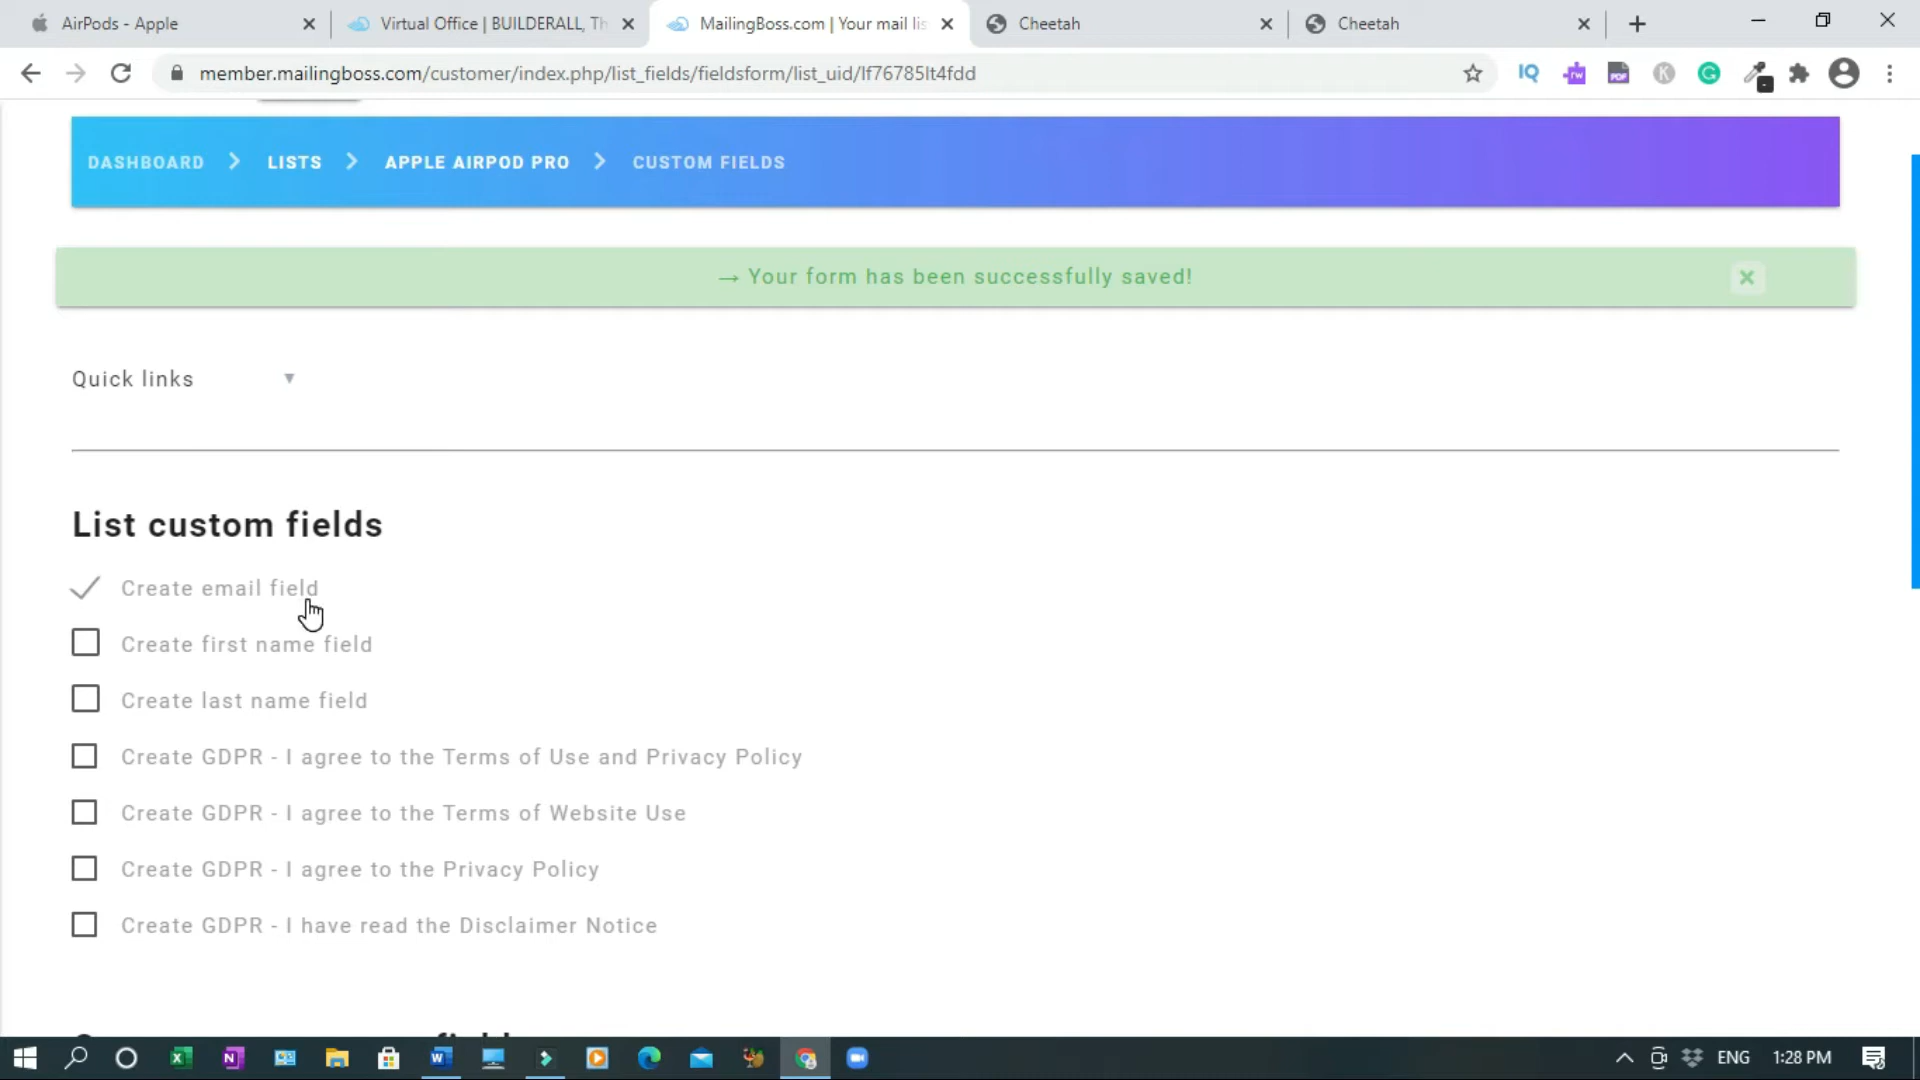 AirPods - Apple
Virtual Office | BUILDERALL, Th
MailingBoss.com | Your mail lis
Cheetah
Cheetah
member.mailingboss.com/customer/index.php/list_fields/fieldsform/list_uid/lf76785lt4fdd
DASHBOARD > LISTS > APPLE AIRPOD PRO > CUSTOM FIELDS
→ Your form has been successfully saved!
Quick links
List custom fields
Create email field
Create first name field
Create last name field
Create GDPR - I agree to the Terms of Use and Privacy Policy
Create GDPR - I agree to the Terms of Website Use
Create GDPR - I agree to the Privacy Policy
Create GDPR - I have read the Disclaimer Notice
ENG 1:28 PM